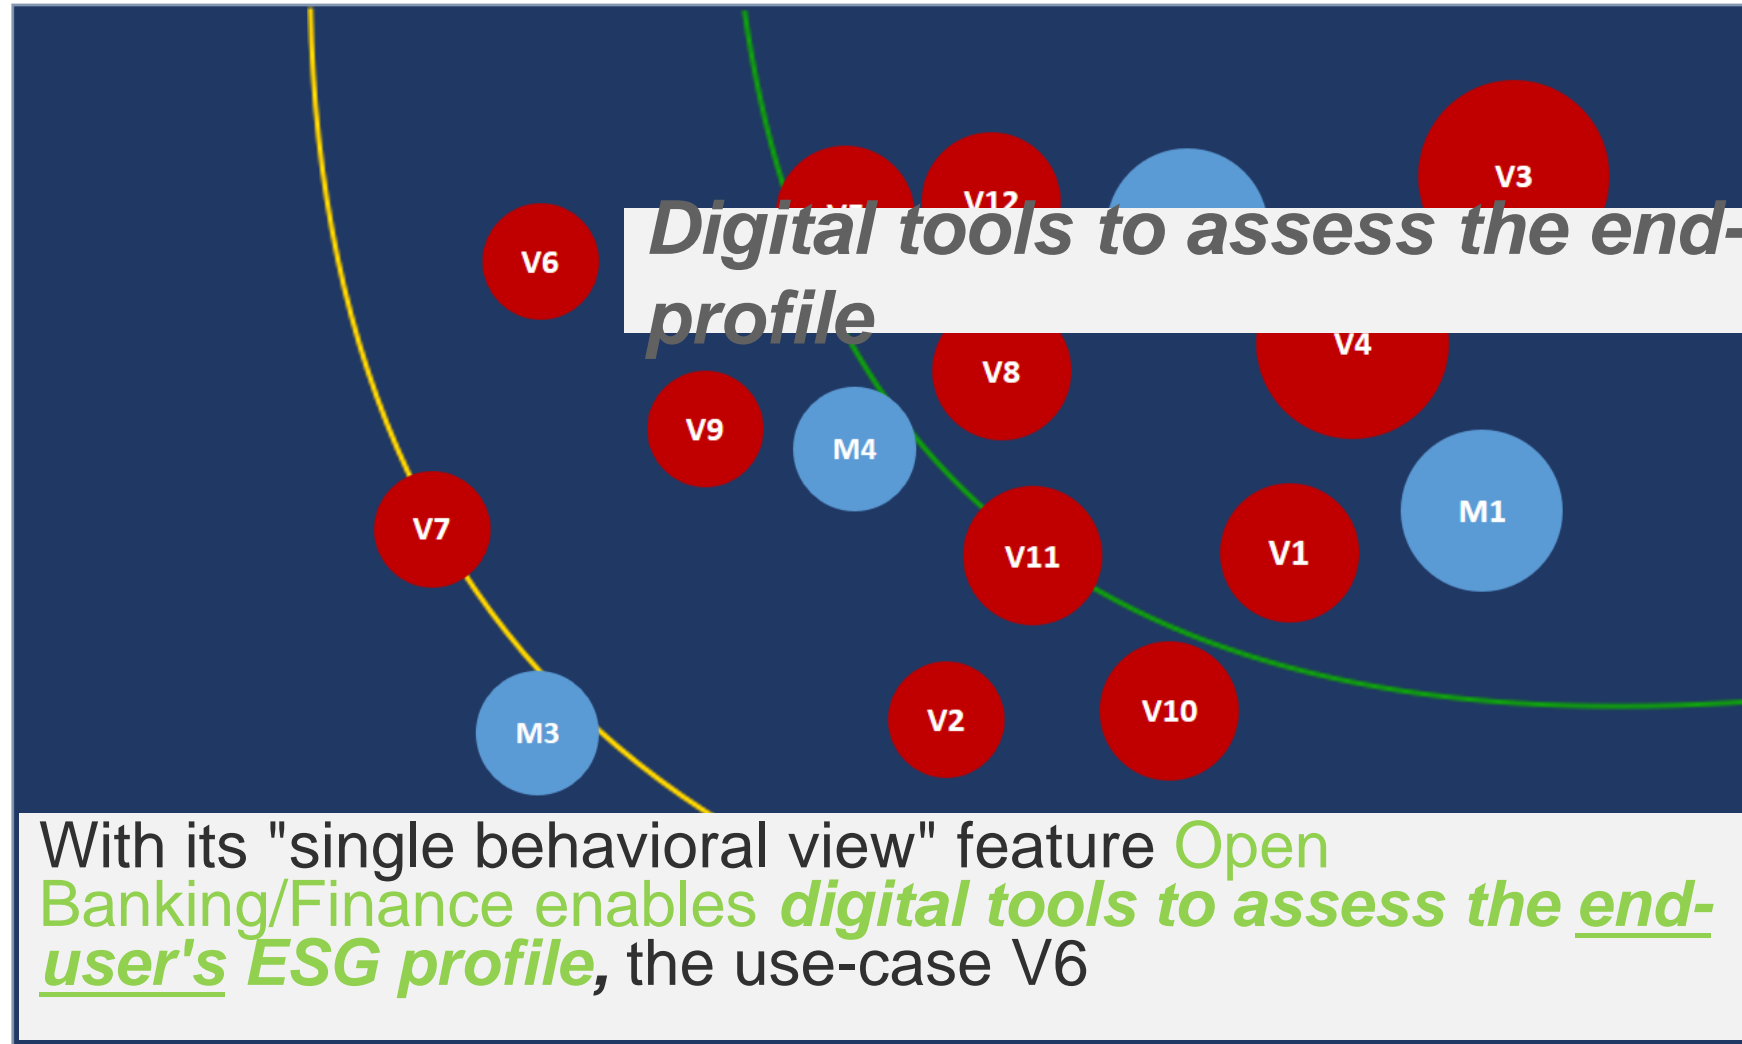 V3
V12
V6
Digital tools to assess the end-
profile
V4
V8
V9
M4
M1
V7
V11
V1
V2
V10
M3
With its "single behavioral view" feature Open
Banking/Finance enables digital tools to assess the end-
user's ESG profile, the use-case V6